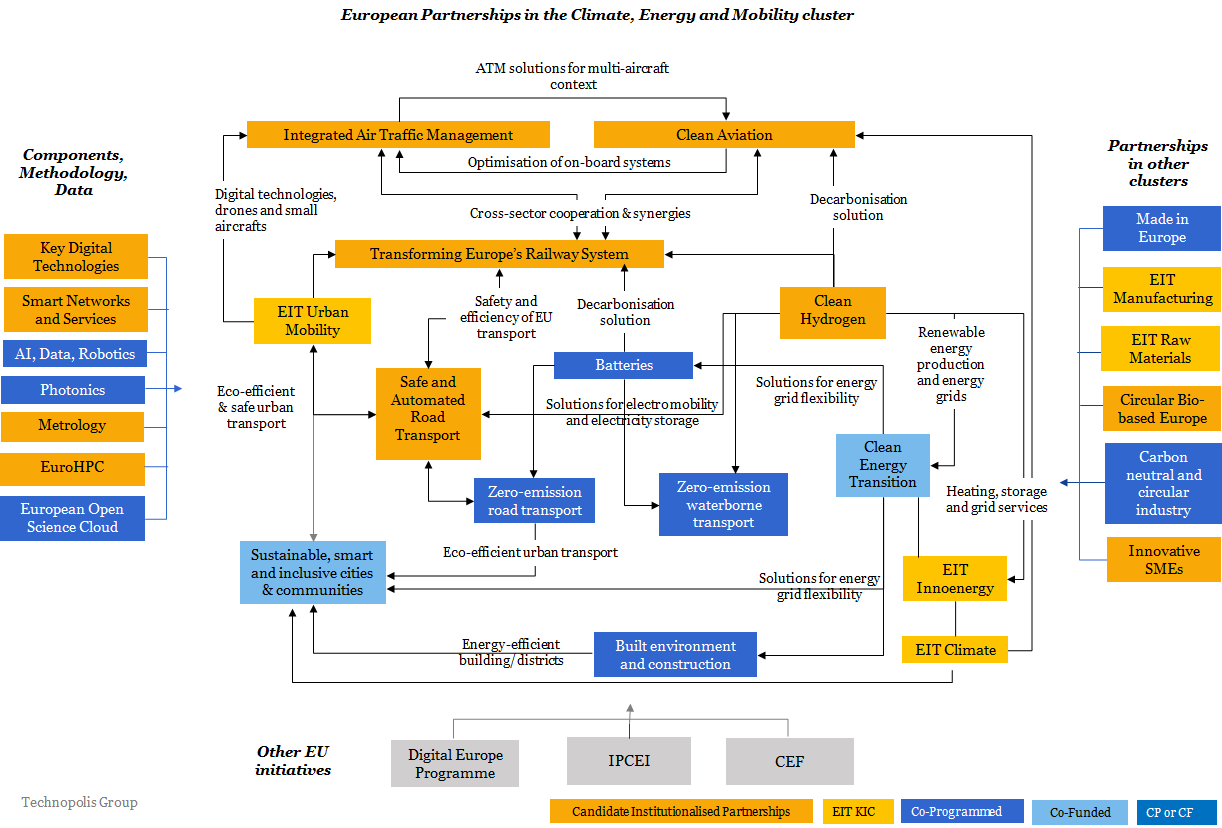 European Partnerships in the Climate, Energy and Mobility cluster
ATM solutions for multi-aircraft
context
Integrated Air Traffic Management
Clean Aviation
Optimisation of on-board systems
Components,
Methodology,
Data
Partnerships
in other
clusters
Digital technologies,
drones and small
aircrafts
Cross-sector cooperation & synergies
Decarbonisation
solution
Key Digital
Technologies
Smart Networks
and Services
AI, Data, Robotics
Photonics
Metrology
EuroHPC
European Open
Science Cloud
Made in
Europe
EIT
Manufacturing
EIT Raw
Materials
Circular Bio-
based Europe
Carbon
neutral and
circular
industry
Innovative
SMEs
Transforming Europe's Railway System
EIT Urban
Mobility
Safety and
efficiency of EU
transport
Decarbonisation
solution
Clean
Hydrogen
Renewable
energy
production
and energy
grids
Batteries
Eco-efficient
& safe urban
transport
Safe and
Automated
Road
Transport
Solutions for electromobility
and electricity storage
Solutions for energy
grid flexibility
Clean
Energy
Transition
Zero-emission
road transport
Zero-emission
waterborne
transport
Heating, storage
and grid services
Eco-efficient urban transport
Sustainable, smart
and inclusive cities
& communities
Solutions for energy
grid flexibility
EIT
Innoenergy
Energy-efficient
building/districts
Built environment
and construction
EIT Climate
Other EU
initiatives
Digital Europe
Programme
IPCEI
CEF
Technopolis Group
Candidate Institutionalised Partnerships
EIT KIC
Co-Programmed
Co-Funded
CP or CF